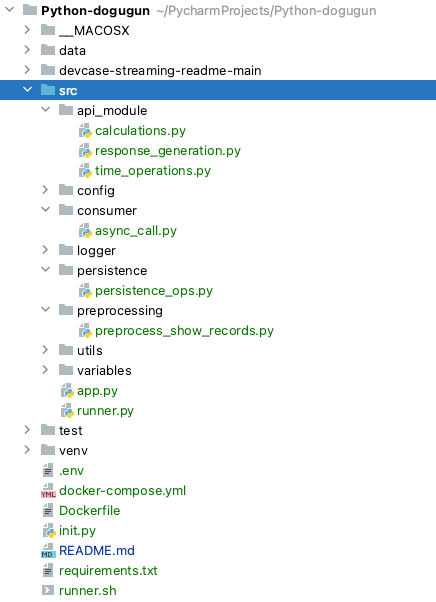 Python-dogugun ~/PycharmProjects/Python-dogugun
__MACOSX
data
devcase-streaming-readme-main
src
api_module
calculations.py
response_generation.py
time_operations.py
config
consumer
async_call.py
logger
persistence
persistence_ops.py
preprocessing
preprocess_show_records.py
utils
variables
app.py
runner.py
test
venv
.env
YML docker-compose.yml
Dockerfile
init.py
MD README.md
requirements.txt
runner.sh